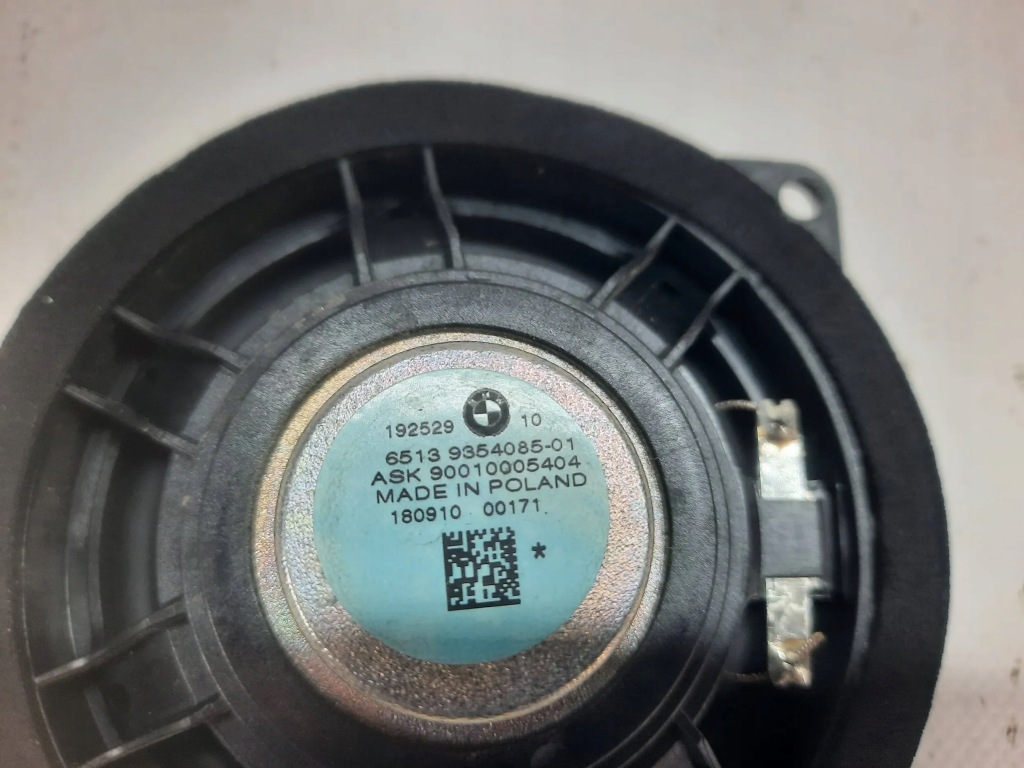 192529 10
6513 9354085-01
ASK 90010005404
MADE IN POLAND
180910 00171
*